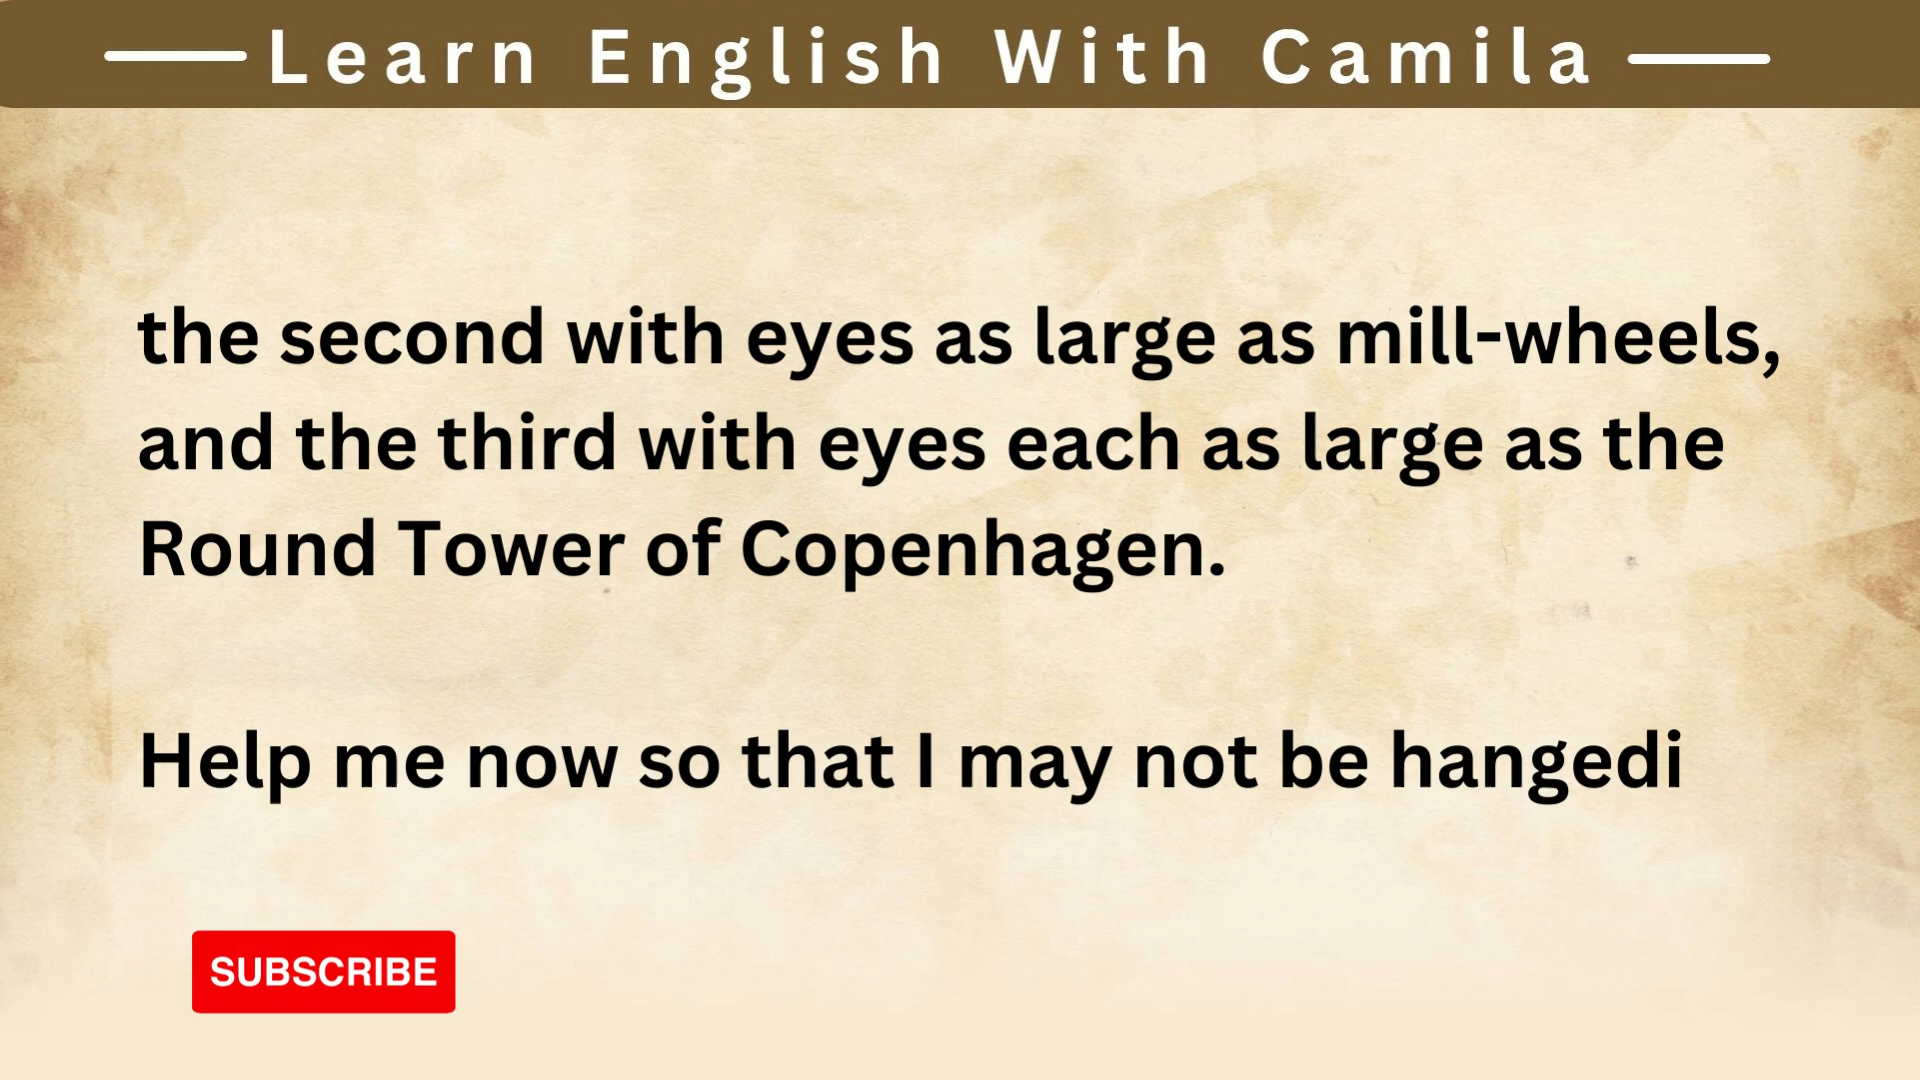 Learn English With Camila
the second with eyes as large as mill-wheels,
and the third with eyes each as large as the
Round Tower of Copenhagen.
Help me now so that I may not be hangedi
SUBSCRIBE